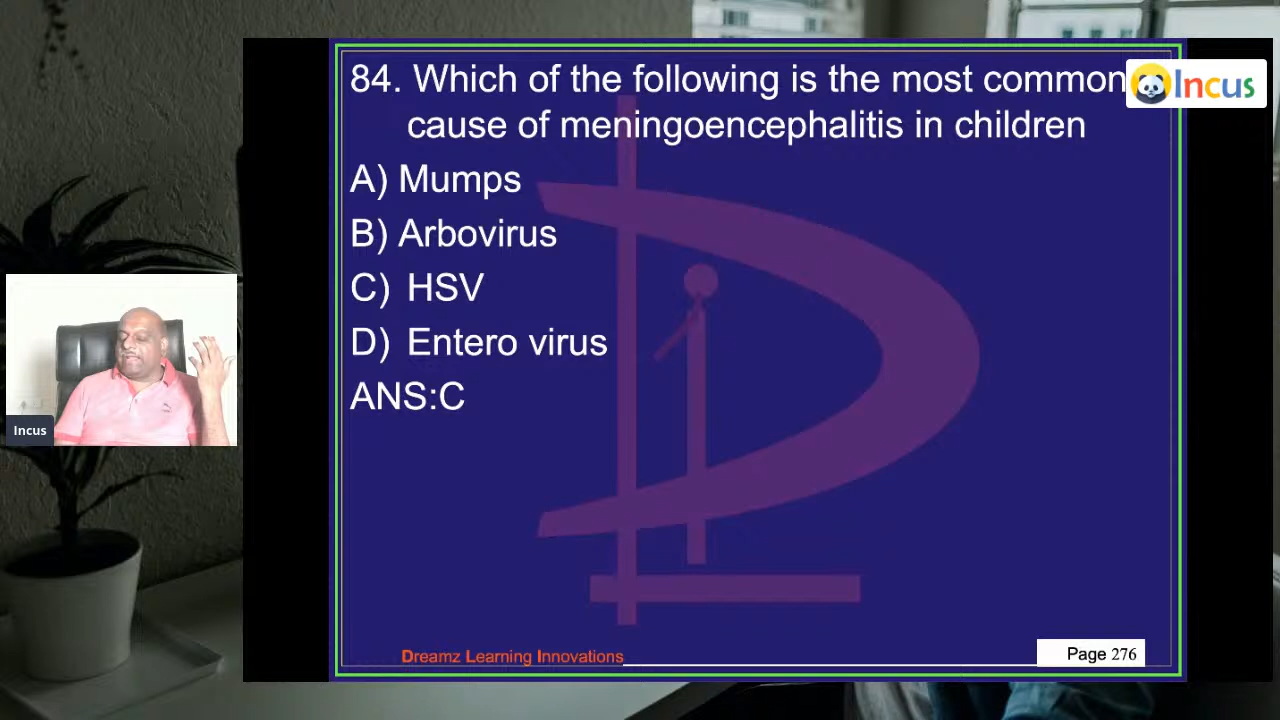 84. Which of the following is the most common
cause of meningoencephalitis in children
A) Mumps
B) Arbovirus
C) HSV
D) Entero virus
ANS:C
Incus
Incus
Dreamz Learning Innovations
Page 276